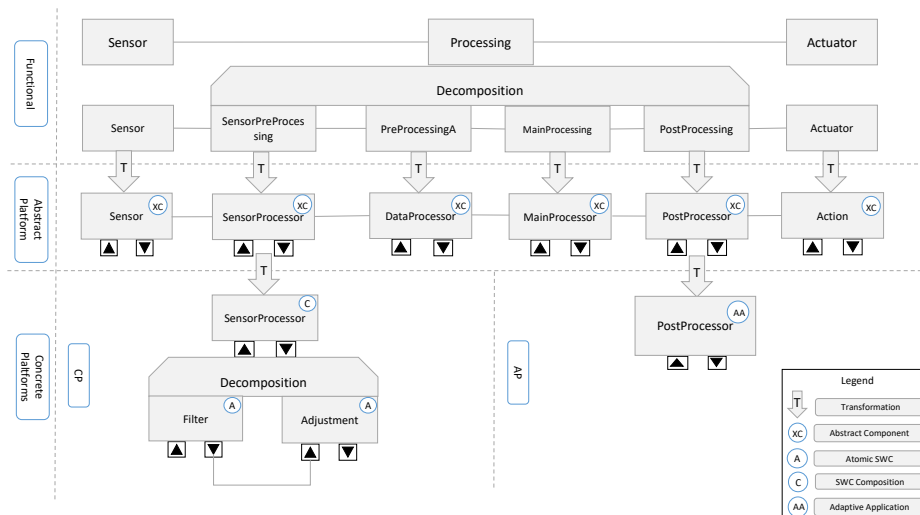 Sensor
Processing
Actuator
Functional
Decomposition
Sensor
SensorPreProces
sing
PreProcessingA
MainProcessing
PostProcessing
Actuator
T
T
T
T
T
T
Abstract
Platform
Sensor
XC
SensorProcessor
XC
DataProcessor
XC
MainProcessor
XC
PostProcessor
XC
Action
XC
T
T
Concrete
Plaltforms
CP
SensorProcessor
C
Decomposition
Filter
A
Adjustment
A
AP
PostProcessor
AA
Legend
T
Transformation
XC
Abstract Component
A
Atomic SWC
C
SWC Composition
AA
Adaptive Application